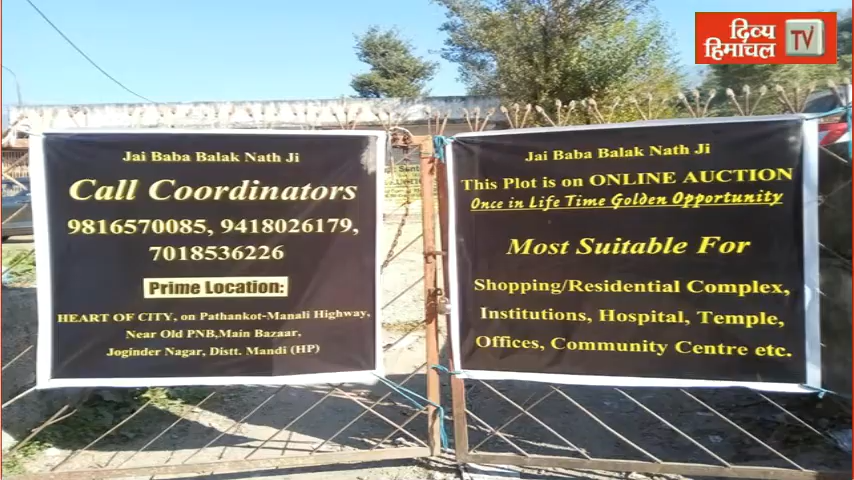 दिव्य
हिमाचल TV
Jai Baba Balak Nath Ji
Call Coordinators
9816570085, 9418026179,
7018536226
Prime Location:
HEART OF CITY, on Pathankot-Manali Highway,
Near Old PNB,Main Bazaar,
Joginder Nagar, Distt. Mandi (HP)
Jai Baba Balak Nath Ji
This Plot is on ONLINE AUCTION
Once in Life Time Golden Opportunity
Most Suitable For
Shopping/Residential Complex,
Institutions, Hospital, Temple,
Offices, Community Centre etc.